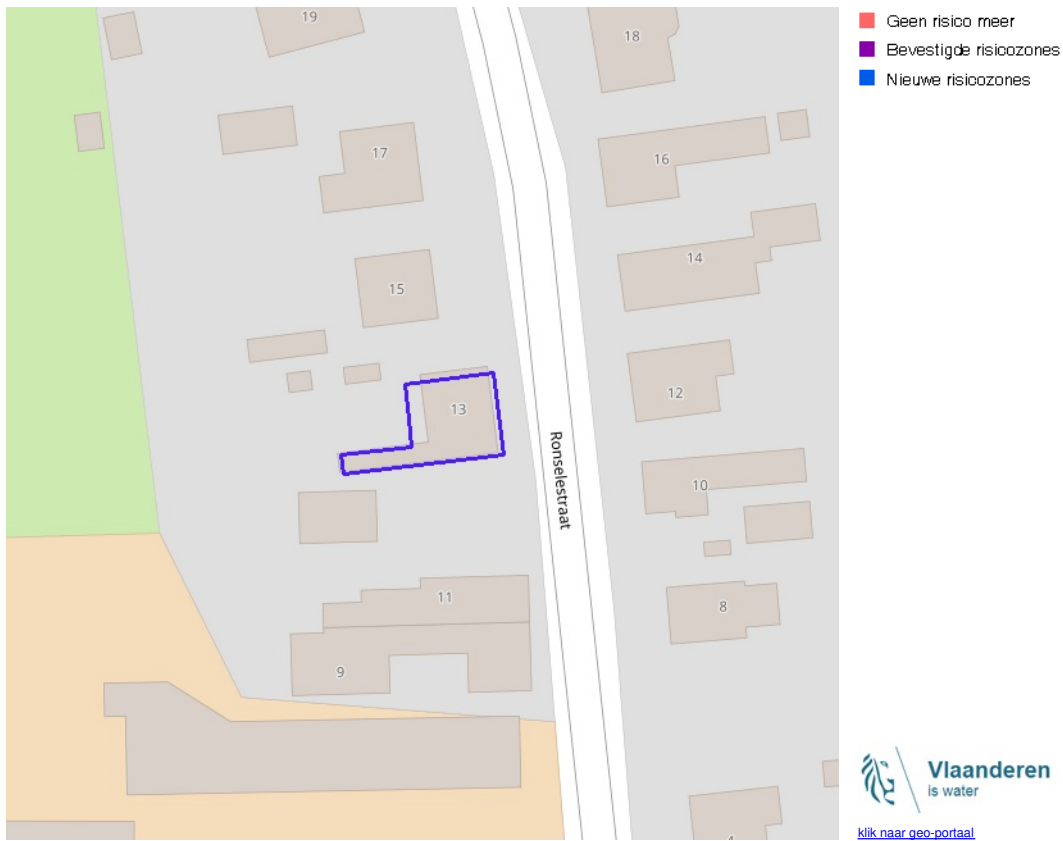 19
18
17
16
15
14
13
12
Ronselestraat
10
11
8
9
Geen risico meer
Bevestigde risicozones
Nieuwe risicozones
Vlaanderen
is water
klik naar geo-portaal